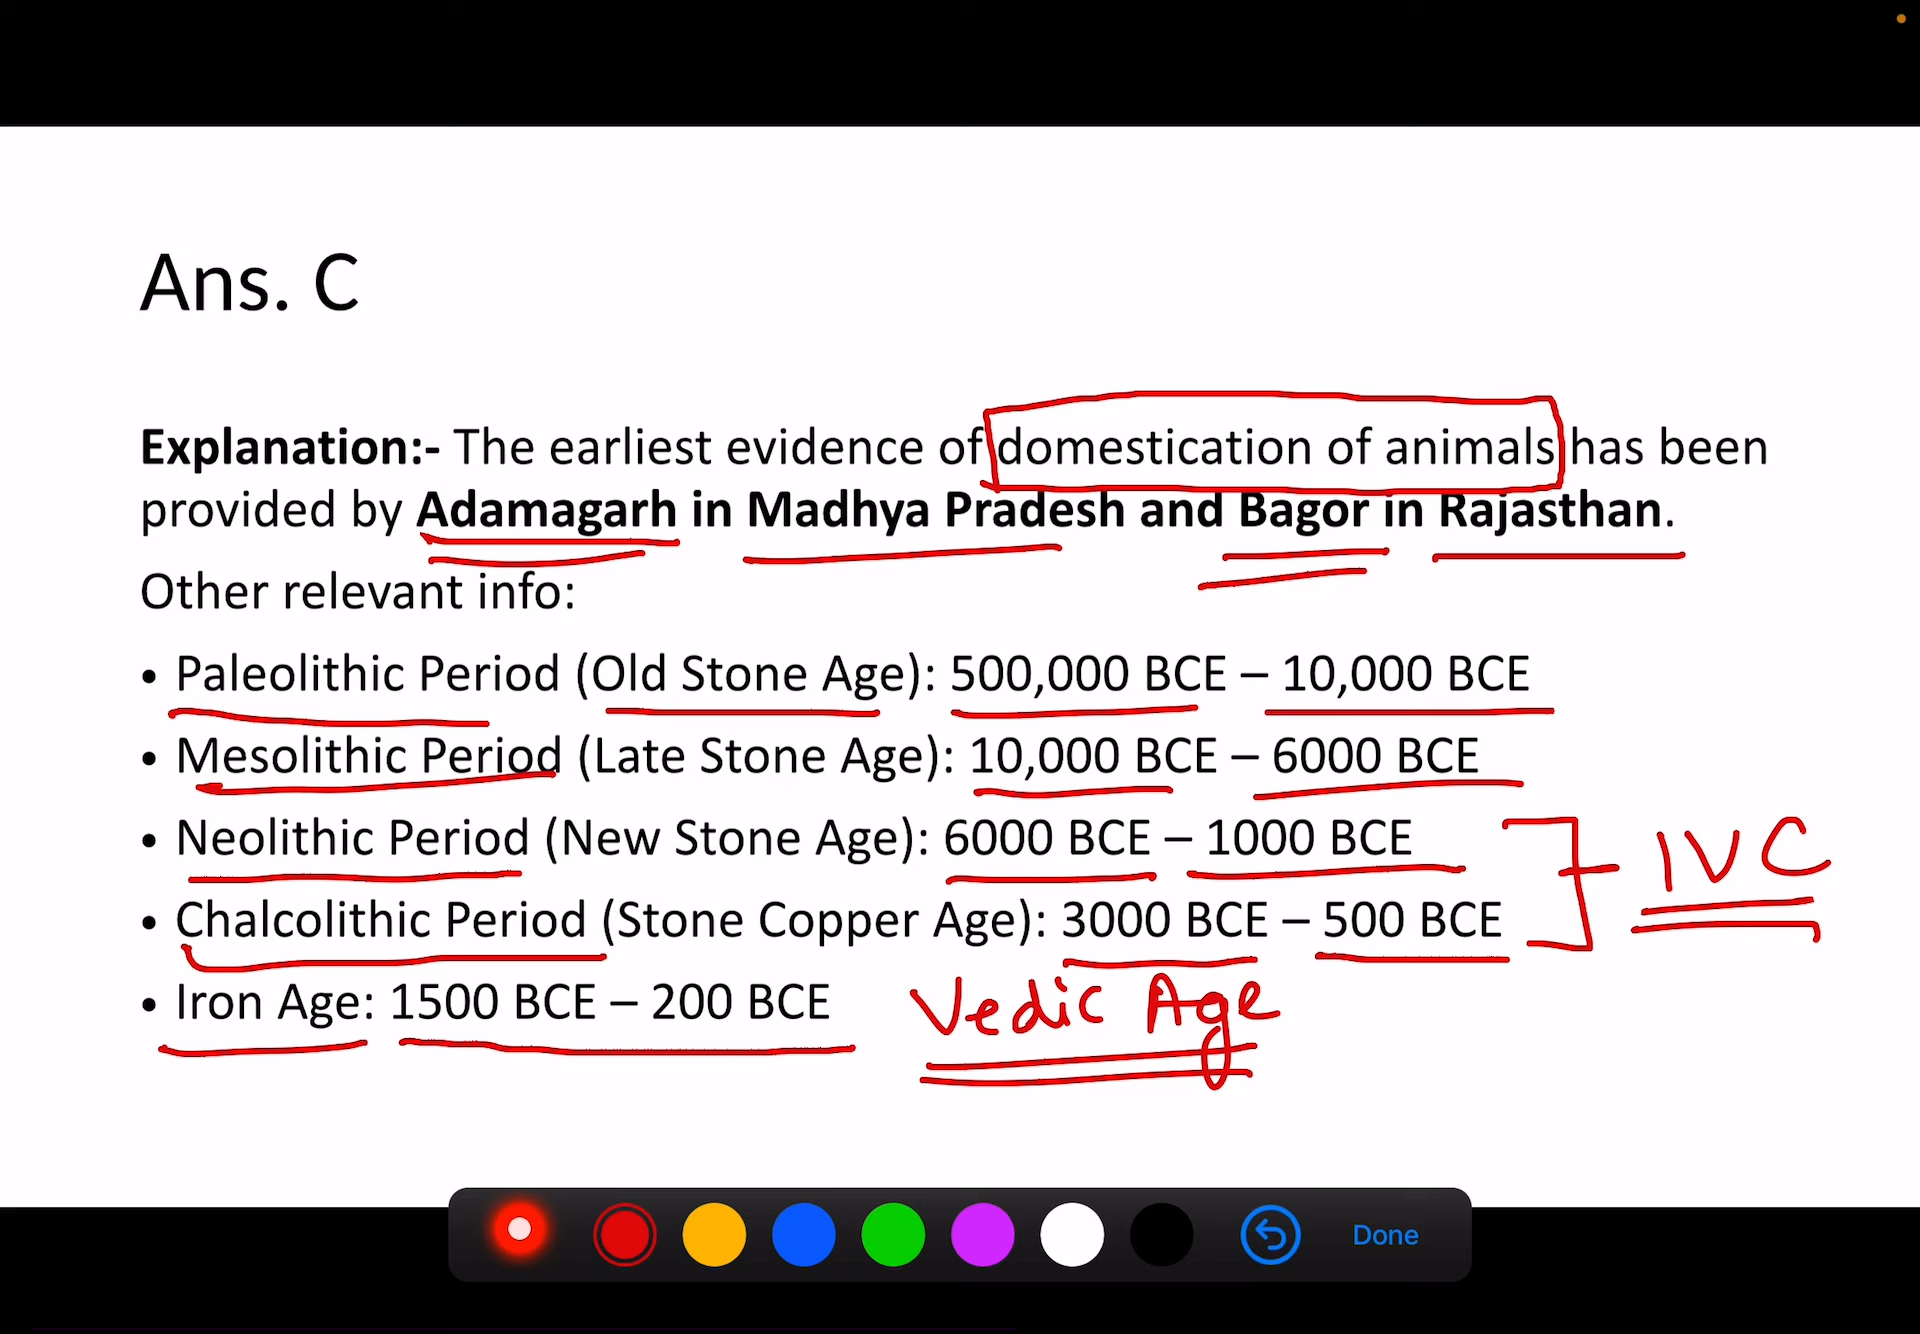 Ans. C
Explanation:- The earliest evidence of domestication of animals has been
provided by Adamagarh in Madhya Pradesh and Bagor in Rajasthan.
Other relevant info:
• Paleolithic Period (Old Stone Age): 500,000 BCE – 10,000 BCE
• Mesolithic Period (Late Stone Age): 10,000 BCE – 6000 BCE
• Neolithic Period (New Stone Age): 6000 BCE – 1000 BCE
IVC
• Chalcolithic Period (Stone Copper Age): 3000 BCE – 500 BCE
• Iron Age: 1500 BCE – 200 BCE Vedic Age
Done